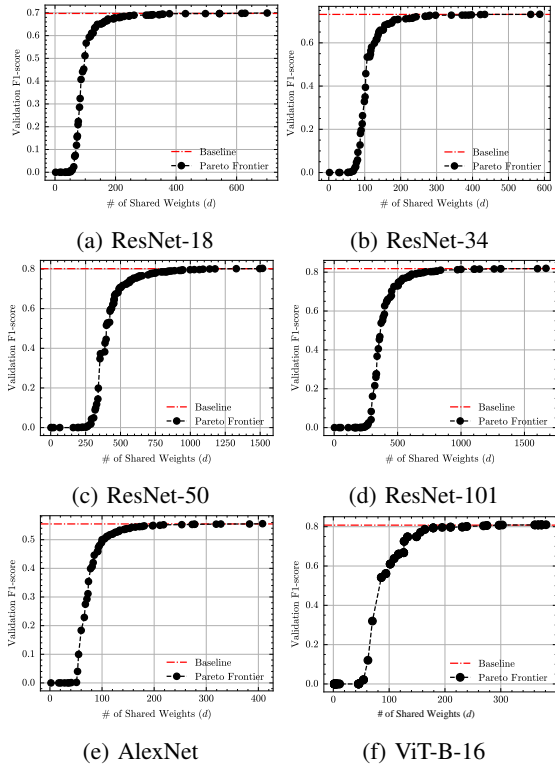 0.7
0.6
0.5
0.4
0.3
0.2
0.1
0.0
Validation F1-score
Baseline
Pareto Frontier
0 200 400 600
# of Shared Weights (d)
(a) ResNet-18
0.6
0.4
0.2
0.0
Validation F1-score
Baseline
Pareto Frontier
0 100 200 300 400 500 600
# of Shared Weights (d)
(b) ResNet-34
0.8
0.6
0.4
0.2
0.0
Validation F1-score
Baseline
Pareto Frontier
0 250 500 750 1000 1250 1500
# of Shared Weights (d)
(c) ResNet-50
0.8
0.6
0.4
0.2
0.0
Validation F1-score
Baseline
Pareto Frontier
0 500 1000 1500
# of Shared Weights (d)
(d) ResNet-101
0.5
0.4
0.3
0.2
0.1
0.0
Validation F1-score
Baseline
Pareto Frontier
0 100 200 300 400
# of Shared Weights (d)
(e) AlexNet
0.8
0.6
0.4
0.2
0.0
Validation F1-score
Baseline
Pareto Frontier
0 100 200 300
# of Shared Weights (d)
(f) ViT-B-16